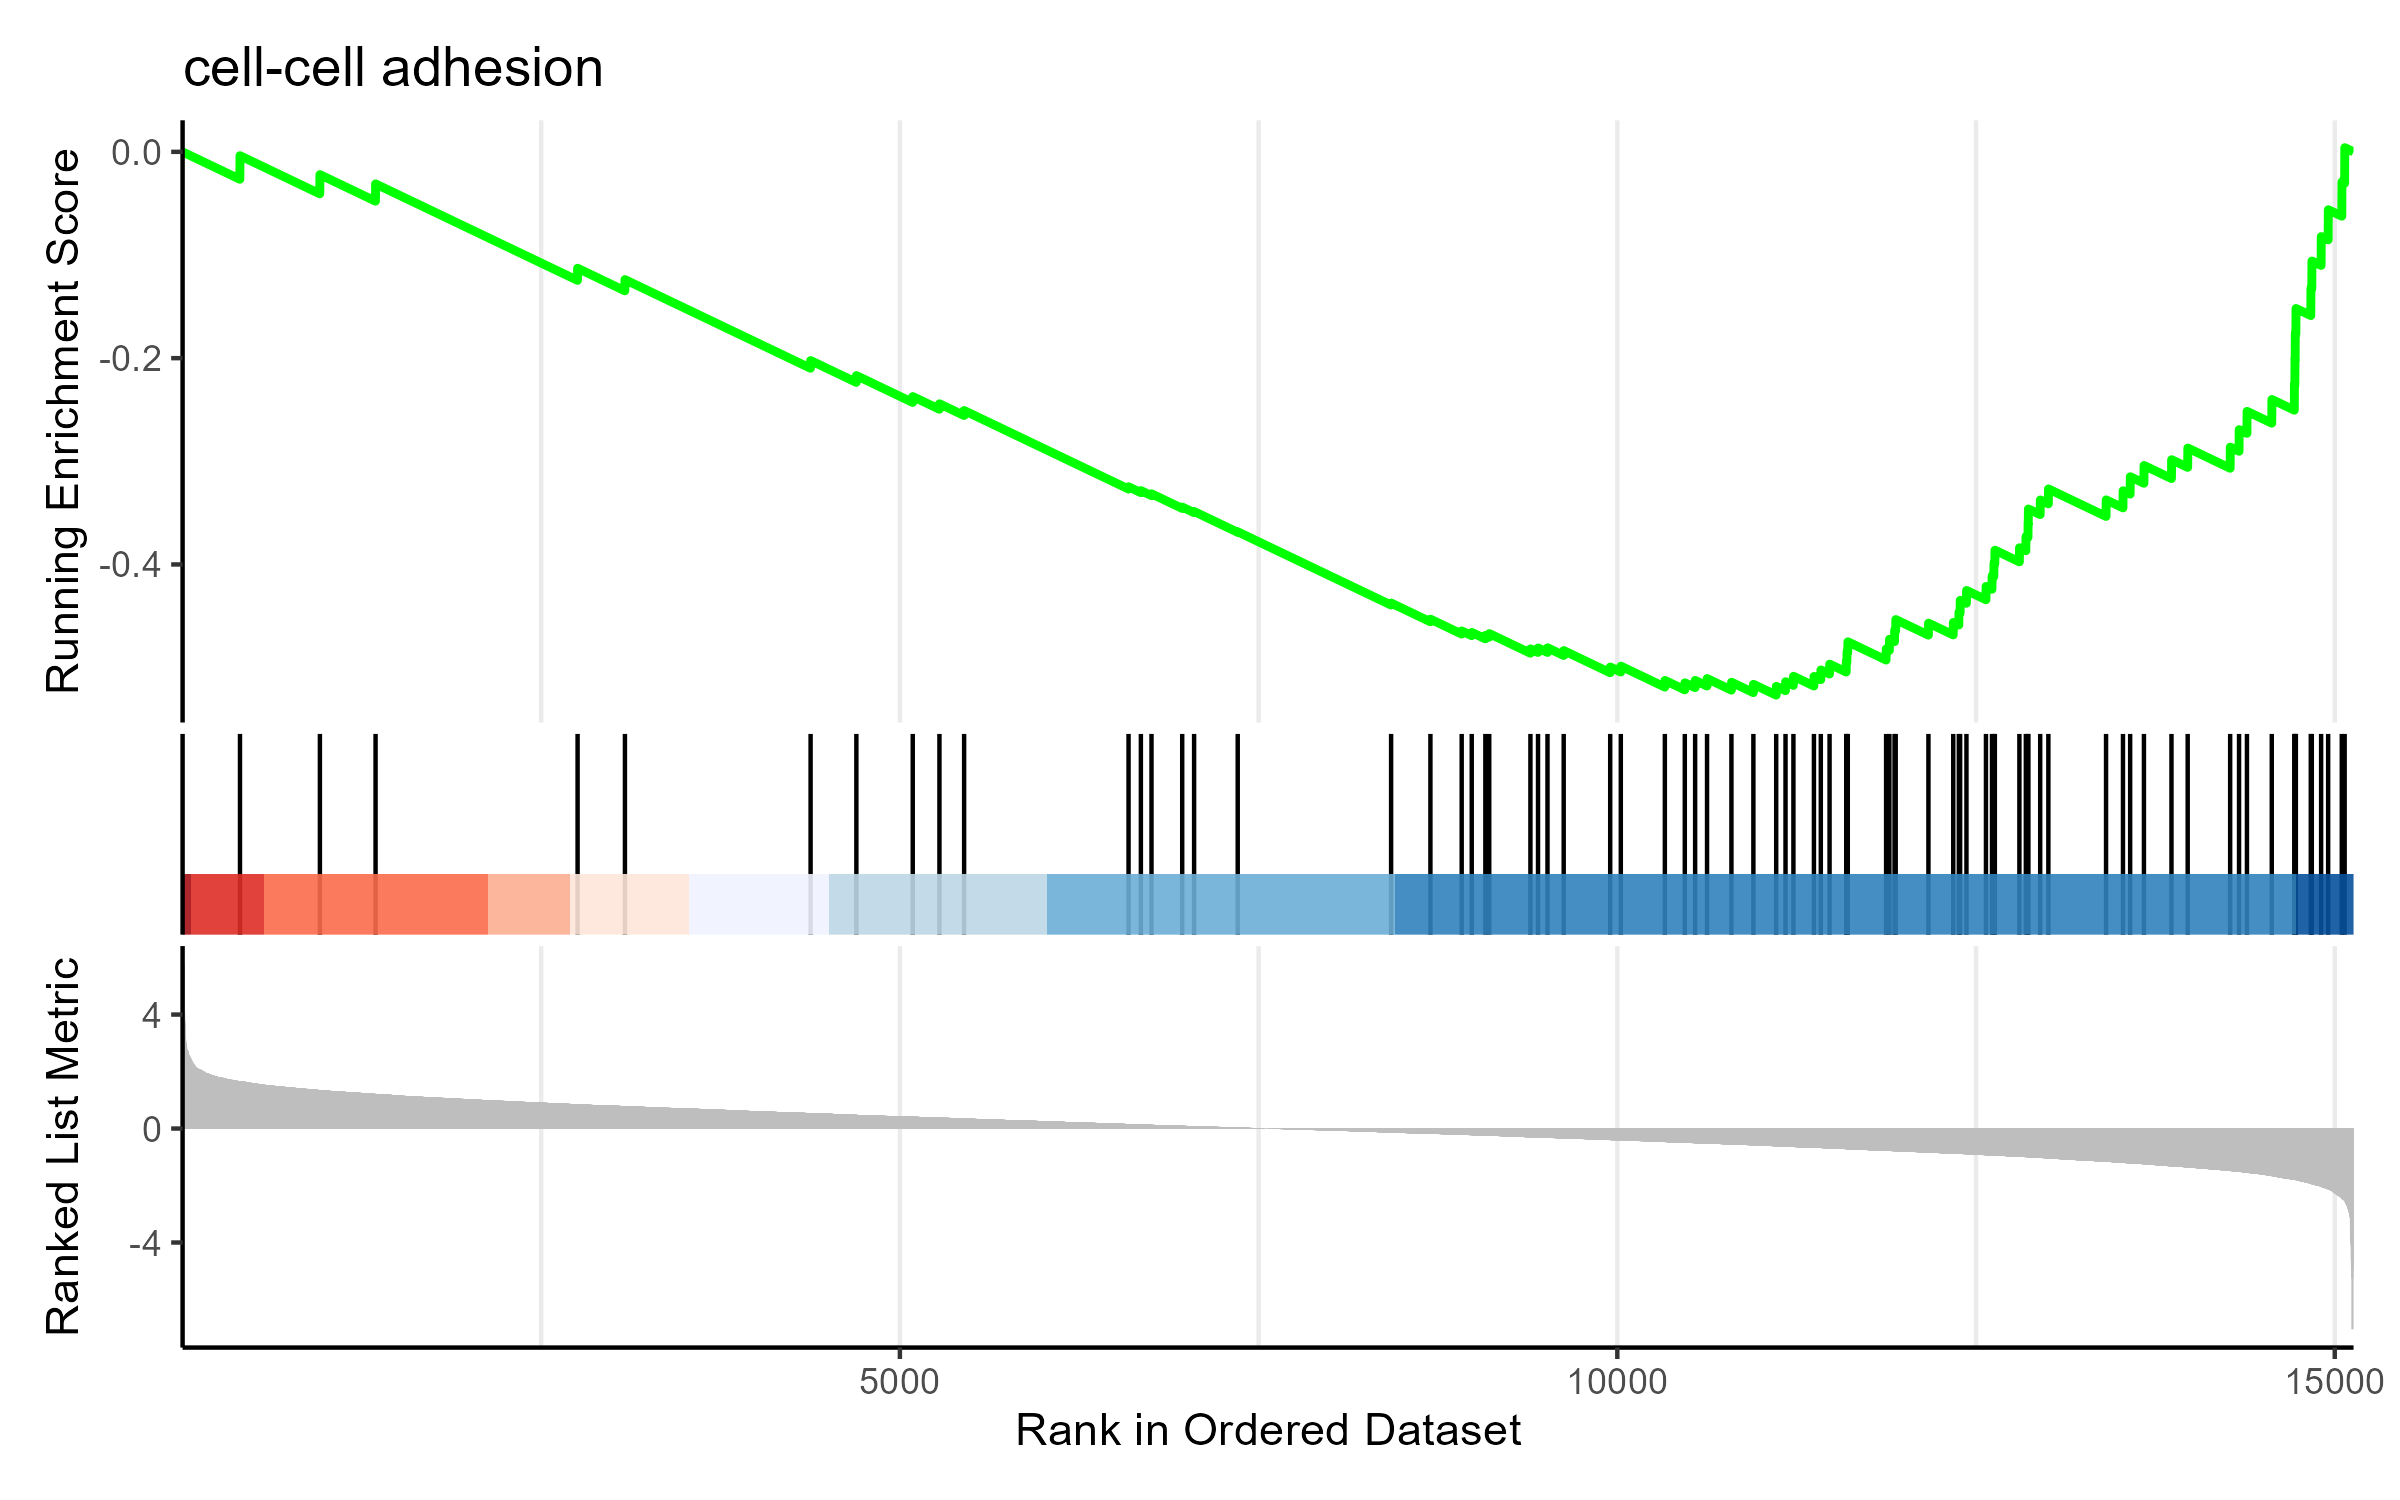 cell-cell adhesion
Running Enrichment Score
0.0
-0.2
-0.4
Ranked List Metric
4
0
-4
5000
10000
15000
Rank in Ordered Dataset